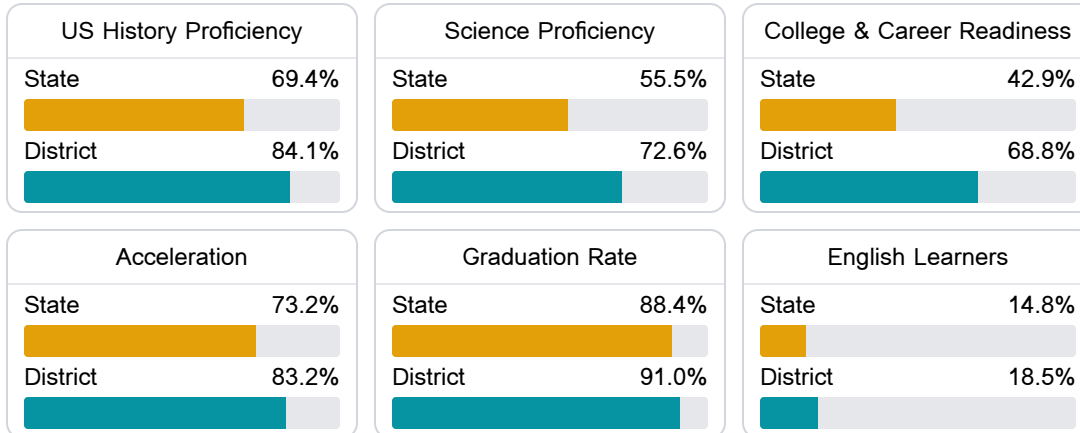 US History Proficiency
State 69.4%
District 84.1%
Science Proficiency
State 55.5%
District 72.6%
College & Career Readiness
State 42.9%
District 68.8%
Acceleration
State 73.2%
District 83.2%
Graduation Rate
State 88.4%
District 91.0%
English Learners
State 14.8%
District 18.5%